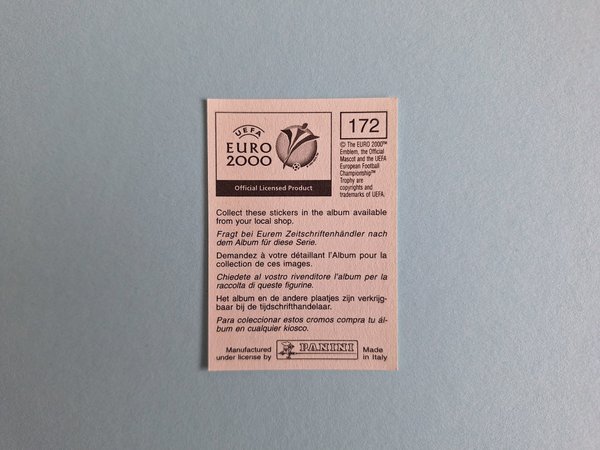 UEFA
EURO
2000
Official Licensed Product
172
© The EURO 2000™
Emblem, the Official
Mascot and the UEFA
European Football
Championship™
Trophy are
copyrights and
trademarks of UEFA.
Collect these stickers in the album available
from your local shop.
Fragt bei Eurem Zeitschriftenhändler nach
dem Album für diese Serie.
Demandez à votre détaillant l'Album pour la
collection de ces images.
Chiedete al vostro rivenditore l'album per la
raccolta di queste figurine.
Het album en de andere plaatjes zijn verkrijg-
baar bij de tijdschrifthandelaar.
Para coleccionar estos cromos compra tu ál-
bum en cualquier kiosco.
Manufactured
under license by
PANINI
Made
in Italy